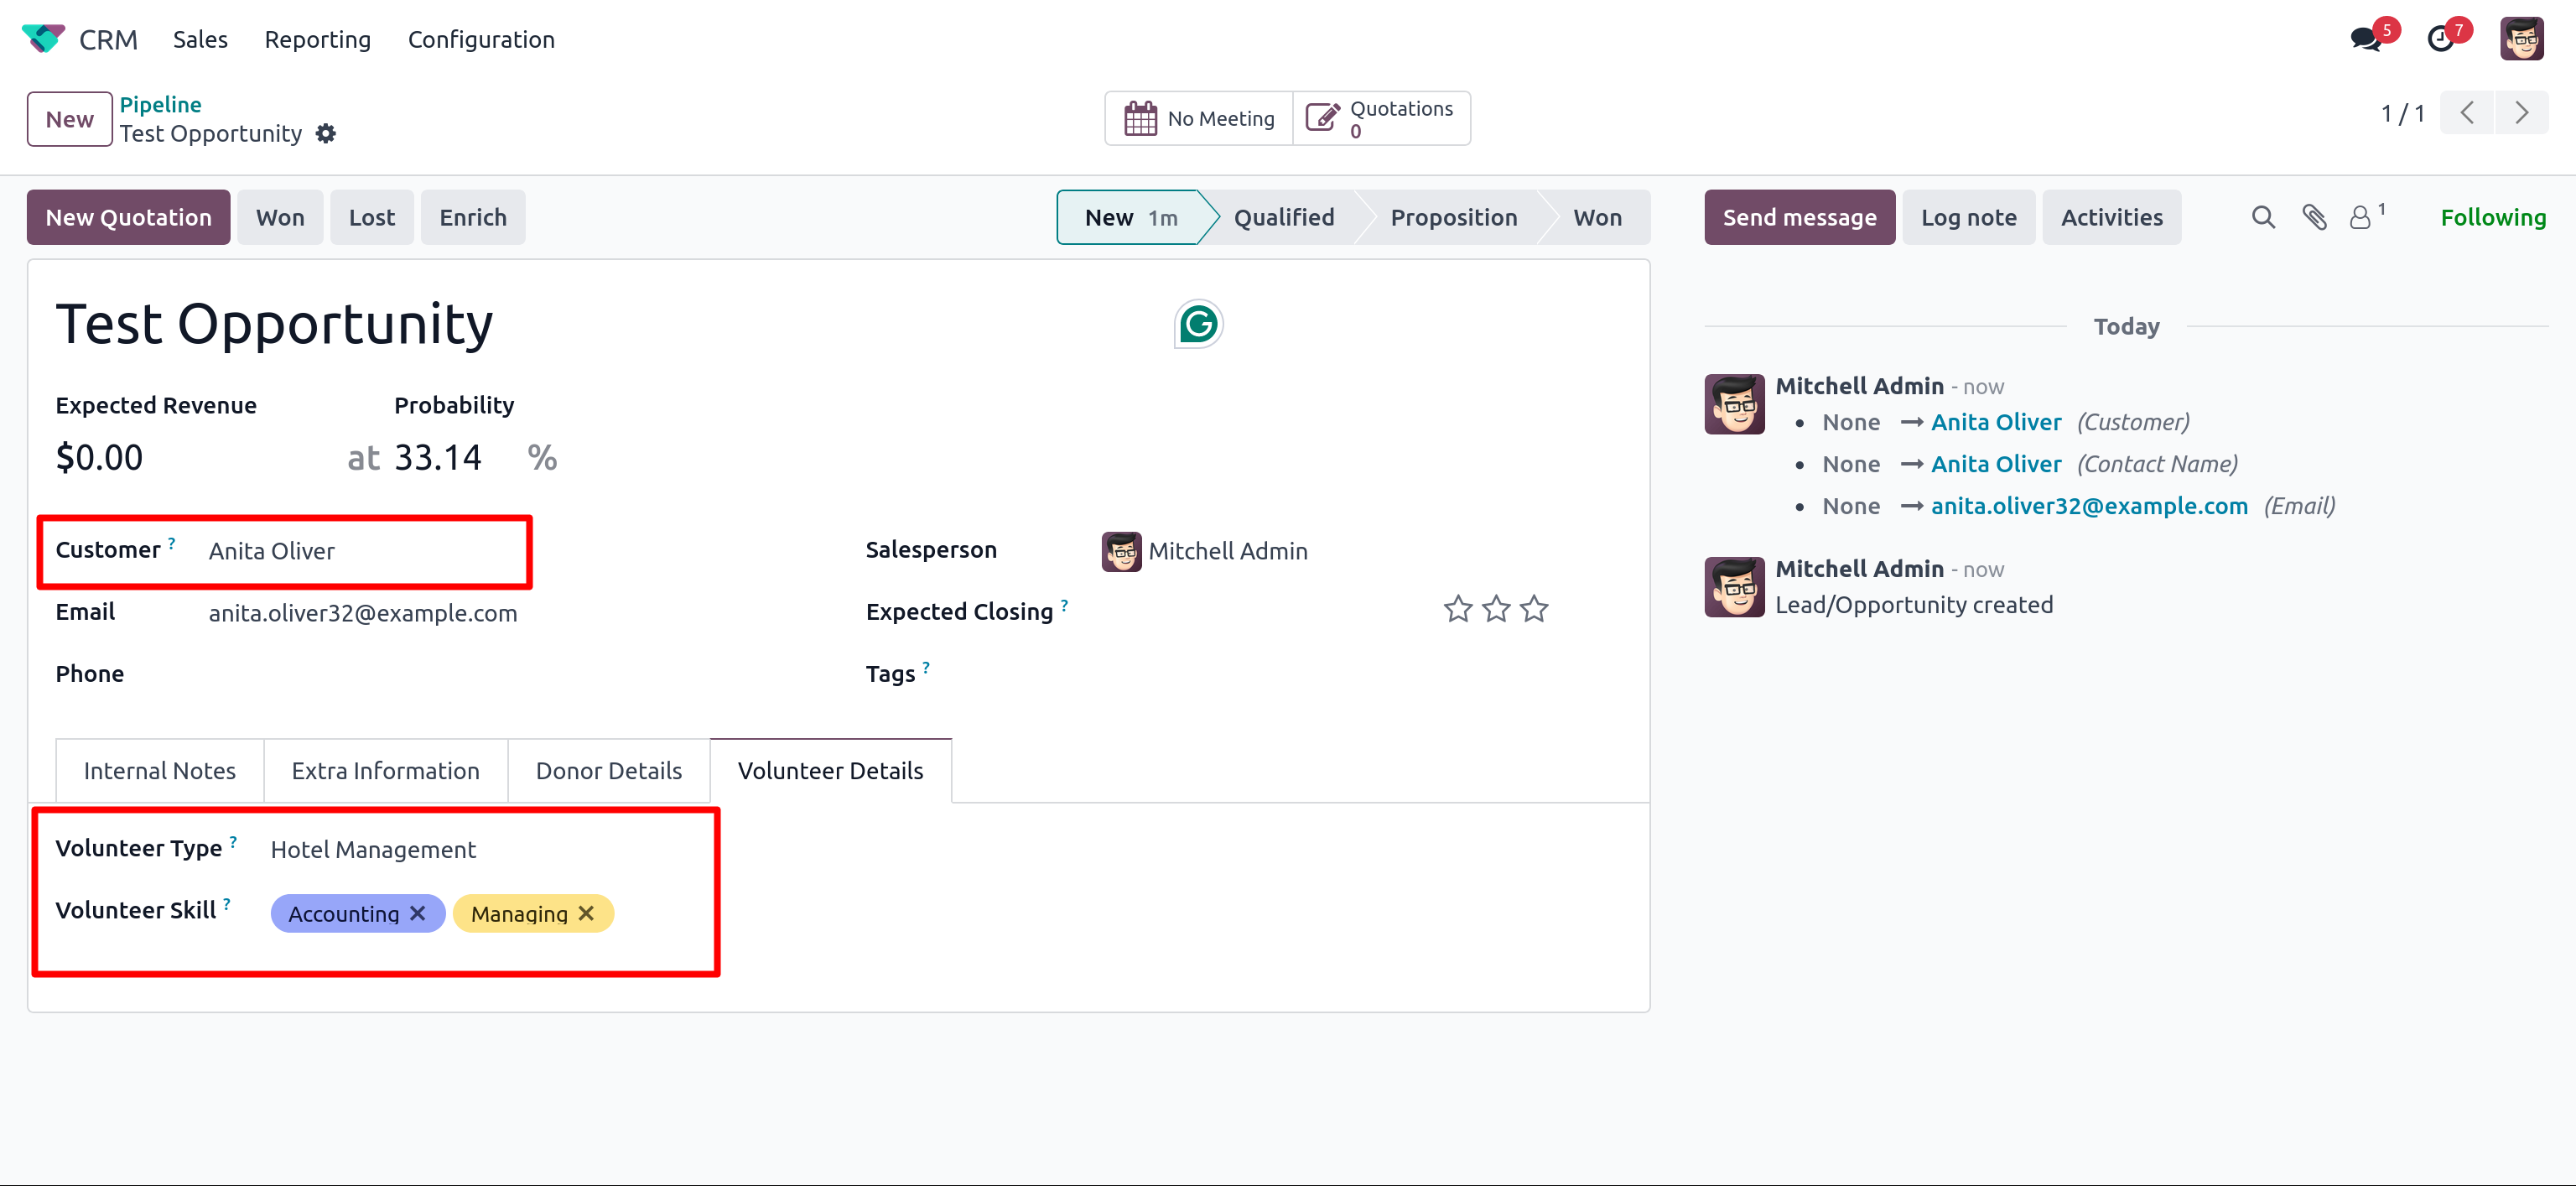 CRM Sales Reporting Configuration 5 7
New Pipeline
Test Opportunity
No Meeting
Quotations
0
1 / 1
New Quotation Won Lost Enrich
New 1m Qualified Proposition Won
Send message Log note Activities 1 Following
Test Opportunity
G
Expected Revenue Probability
$0.00 at 33.14 %
Customer ? Anita Oliver
Email anita.oliver32@example.com
Phone
Salesperson Mitchell Admin
Expected Closing ?
Tags ?
Internal Notes Extra Information Donor Details Volunteer Details
Volunteer Type ? Hotel Management
Volunteer Skill ? Accounting ✕ Managing ✕
Today
Mitchell Admin - now
• None → Anita Oliver (Customer)
• None → Anita Oliver (Contact Name)
• None → anita.oliver32@example.com (Email)
Mitchell Admin - now
Lead/Opportunity created